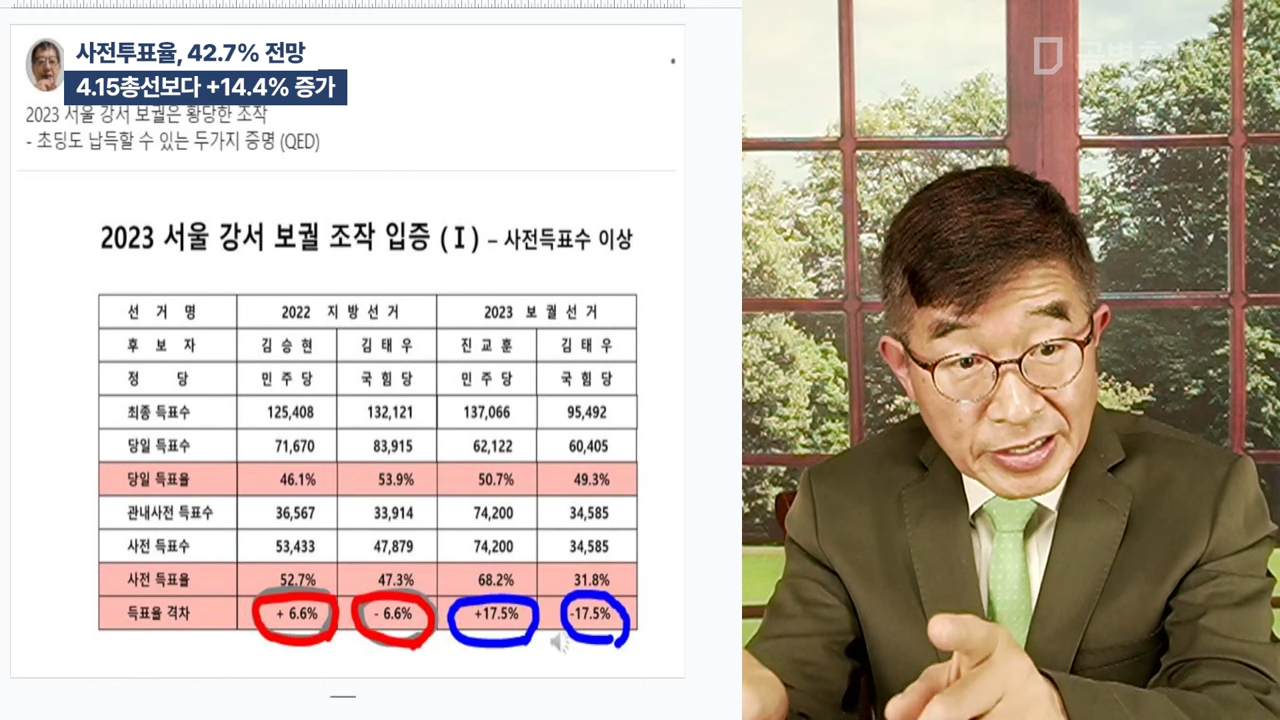 사전투표율, 42.7% 전망
4.15총선보다 +14.4% 증가
2023 서울 강서 보궐은 황당한 조작
- 초딩도 납득할 수 있는 두가지 증명 (QED)
2023 서울 강서 보궐 조작 입증 (Ⅰ) – 사전득표수 이상
선 거 명 2022 지 방 선 거 2023 보 궐 선 거
후 보 자 김 승 현 김 태 우 진 교 훈 김 태 우
정 당 민 주 당 국 힘 당 민 주 당 국 힘 당
최종 득표수 125,408 132,121 137,066 95,492
당일 득표수 71,670 83,915 62,122 60,405
당일 득표율 46.1% 53.9% 50.7% 49.3%
관내사전 득표수 36,567 33,914 74,200 34,585
사전 득표수 53,433 47,879 74,200 34,585
사전 득표율 52.7% 47.3% 68.2% 31.8%
득표율 격차 + 6.6% - 6.6% +17.5% -17.5%